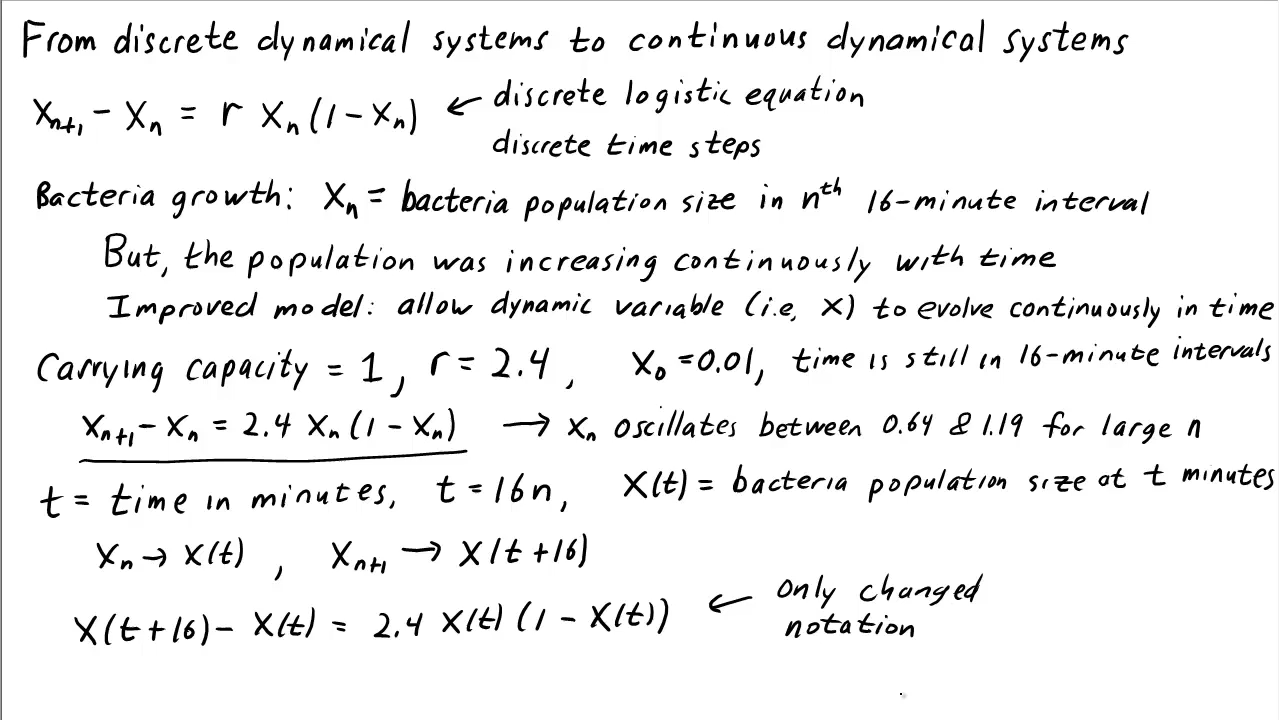 From discrete dynamical systems to continuous dynamical systems
Xₙ₊₁ - Xₙ = r Xₙ (1 - Xₙ) ← discrete logistic equation
discrete time steps
Bacteria growth: Xₙ = bacteria population size in nᵗʰ 16-minute interval
But, the population was increasing continuously with time
Improved model: allow dynamic variable (i.e, X) to evolve continuously in time
Carrying capacity = 1, r = 2.4, X₀ = 0.01, time is still in 16-minute intervals
Xₙ₊₁ - Xₙ = 2.4 Xₙ (1 - Xₙ) → Xₙ oscillates between 0.64 & 1.19 for large n
t = time in minutes, t = 16n, X(t) = bacteria population size at t minutes
Xₙ → X(t), Xₙ₊₁ → X(t+16)
X(t+16) - X(t) = 2.4 X(t) (1 - X(t)) ← only changed
notation